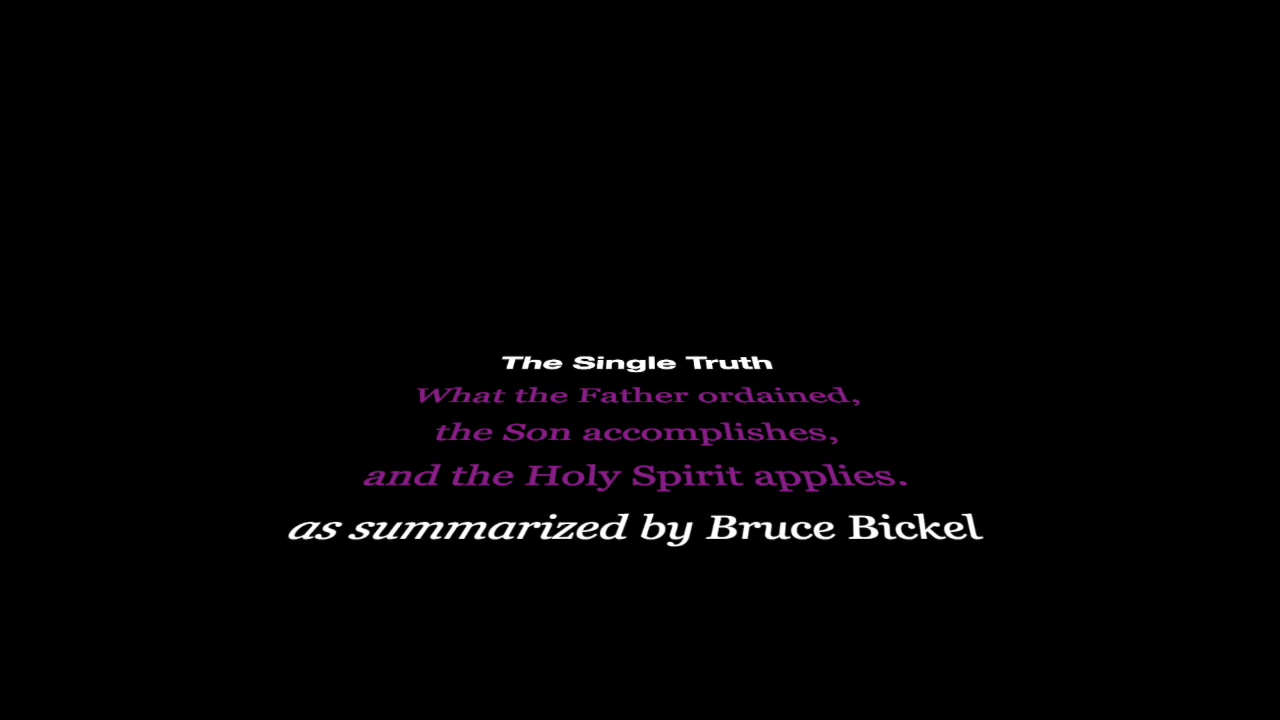 The Single Truth
What the Father ordained,
the Son accomplishes,
and the Holy Spirit applies.
as summarized by Bruce Bickel